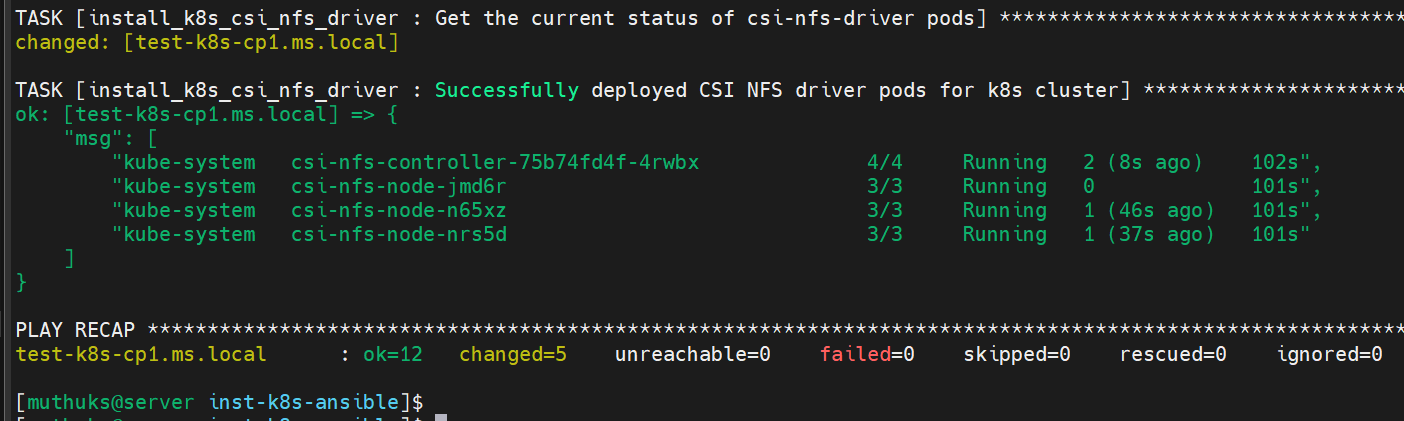 TASK [install_k8s_csi_nfs_driver : Get the current status of csi-nfs-driver pods] **********************************
changed: [test-k8s-cp1.ms.local]
TASK [install_k8s_csi_nfs_driver : Successfully deployed CSI NFS driver pods for k8s cluster] **********************
ok: [test-k8s-cp1.ms.local] => {
    "msg": [
        "kube-system   csi-nfs-controller-75b74fd4f-4rwbx              4/4     Running   2 (8s ago)    102s",
        "kube-system   csi-nfs-node-jmd6r                              3/3     Running   0             101s",
        "kube-system   csi-nfs-node-n65xz                              3/3     Running   1 (46s ago)   101s",
        "kube-system   csi-nfs-node-nrs5d                              3/3     Running   1 (37s ago)   101s"
    ]
}
PLAY RECAP *********************************************************************************************************
test-k8s-cp1.ms.local      : ok=12   changed=5    unreachable=0    failed=0    skipped=0    rescued=0    ignored=0
[muthuks@server inst-k8s-ansible]$